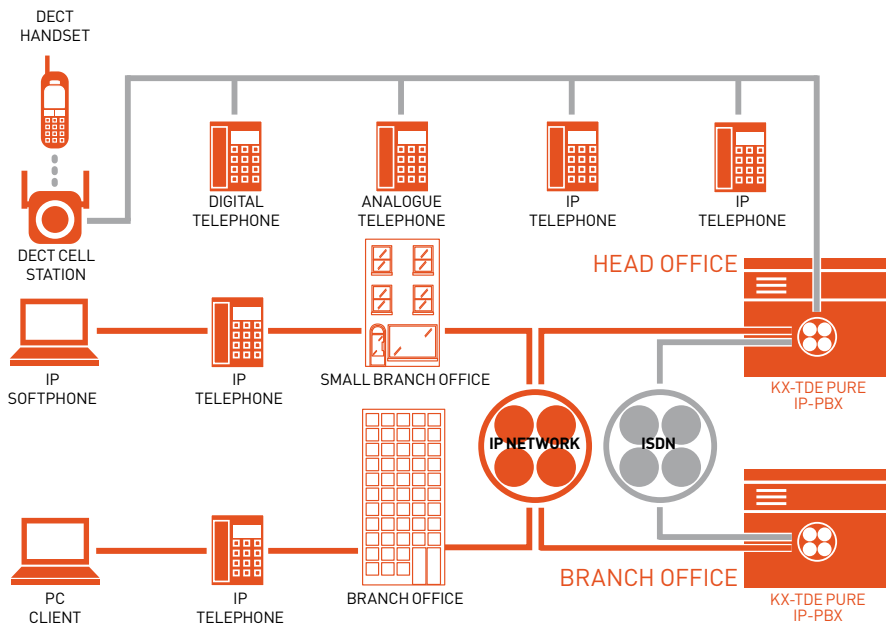 DECT
HANDSET
DIGITAL
TELEPHONE
ANALOGUE
TELEPHONE
IP
TELEPHONE
IP
TELEPHONE
DECT CELL
STATION
HEAD OFFICE
IP
SOFTPHONE
IP
TELEPHONE
SMALL BRANCH OFFICE
KX-TDE PURE
IP-PBX
IP NETWORK
ISDN
BRANCH OFFICE
PC
CLIENT
IP
TELEPHONE
BRANCH OFFICE
KX-TDE PURE
IP-PBX